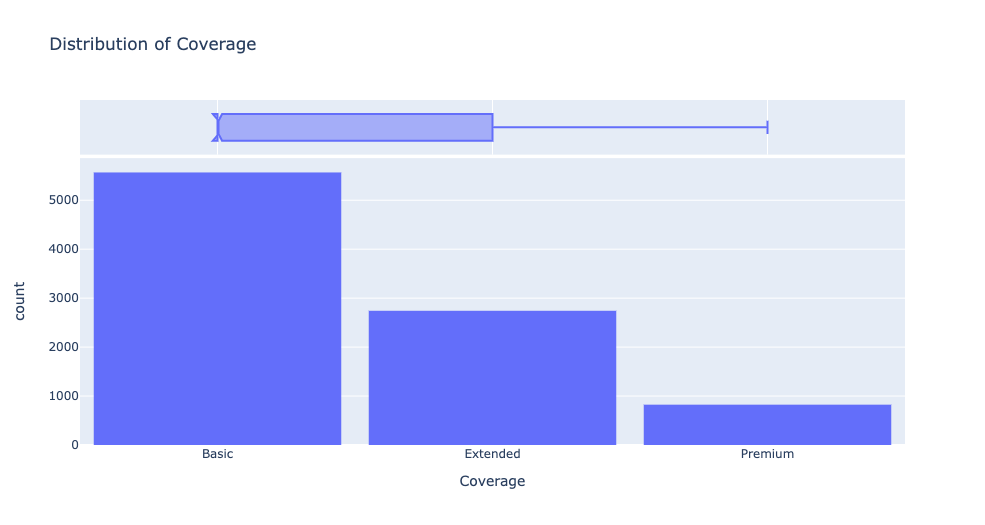 Distribution of Coverage
5000
4000
3000
2000
1000
0
count
Basic
Extended
Premium
Coverage